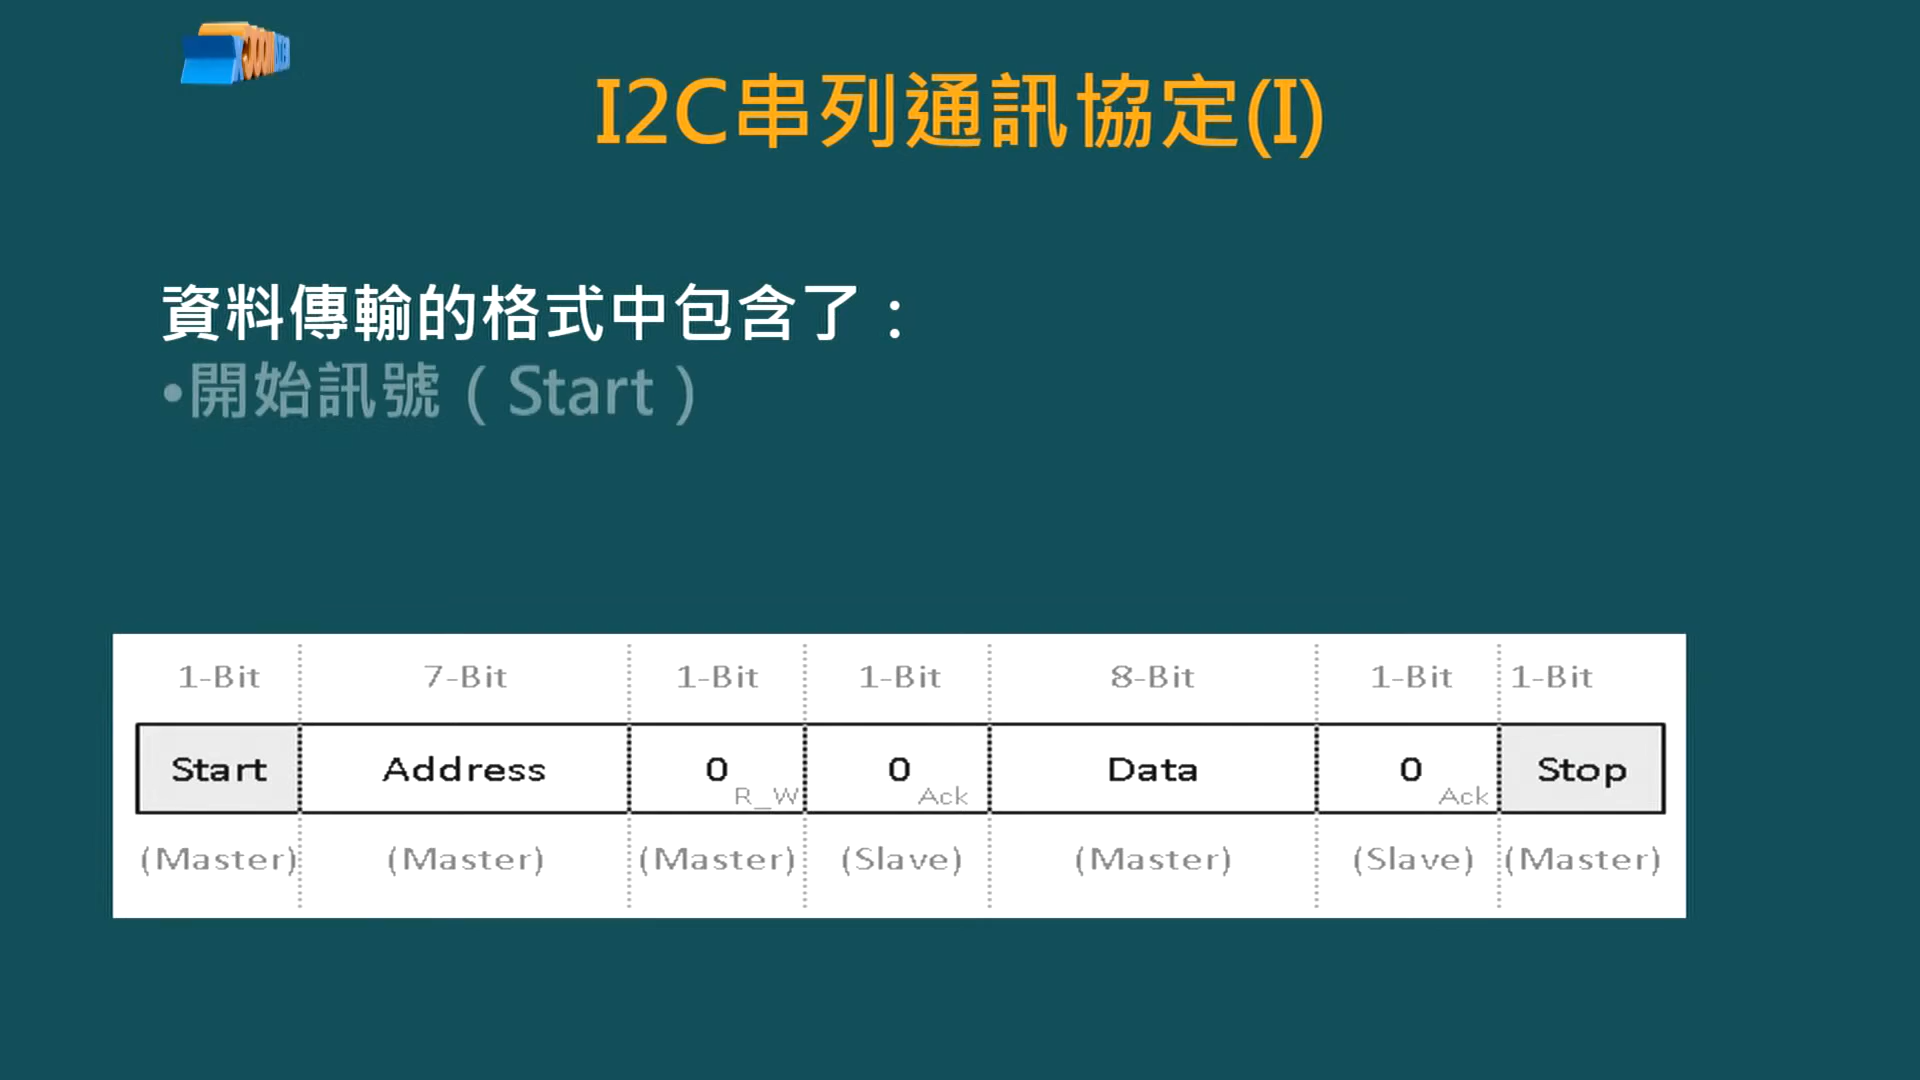 I2C串列通訊協定(I)
資料傳輸的格式中包含了：
•開始訊號（Start）
1-Bit 7-Bit 1-Bit 1-Bit 8-Bit 1-Bit 1-Bit
Start Address 0 R_W 0 Ack Data 0 Ack Stop
(Master) (Master) (Master) (Slave) (Master) (Slave) (Master)